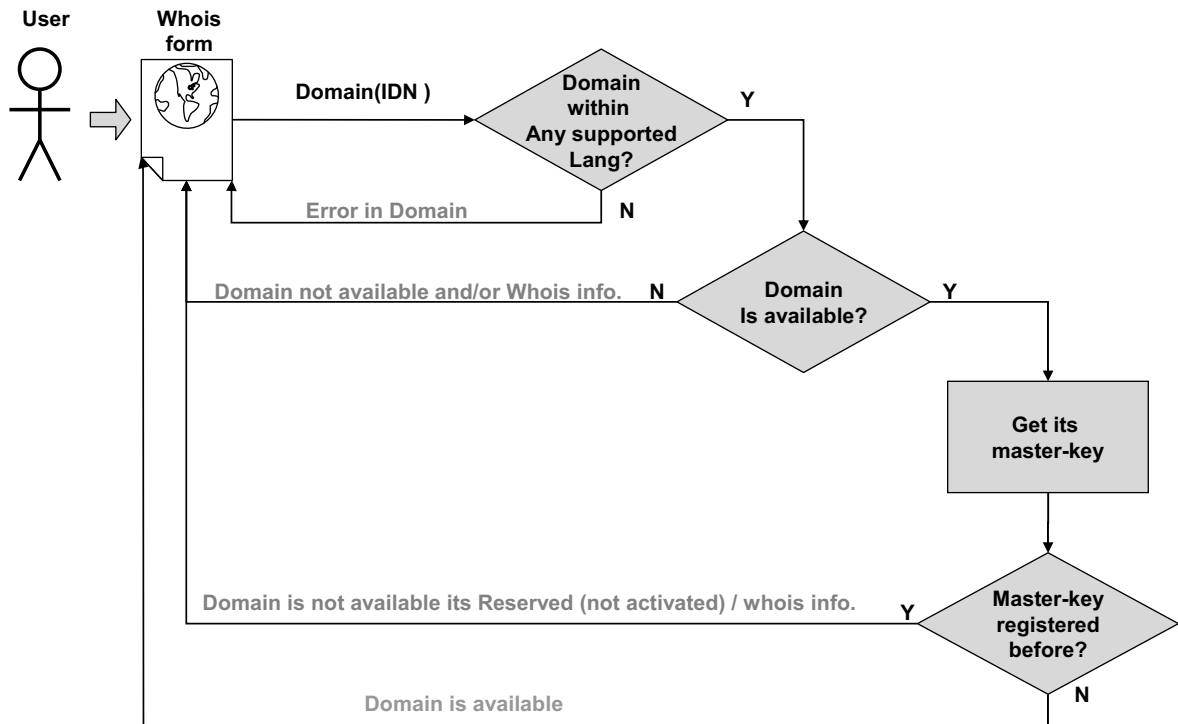 User
Whois
form
Domain(IDN )
Domain
within
Any supported
Lang?
Y
N
Error in Domain
Domain not available and/or Whois info.
N
Domain
Is available?
Y
Get its
master-key
Domain is not available its Reserved (not activated) / whois info.
Y
Master-key
registered
before?
N
Domain is available